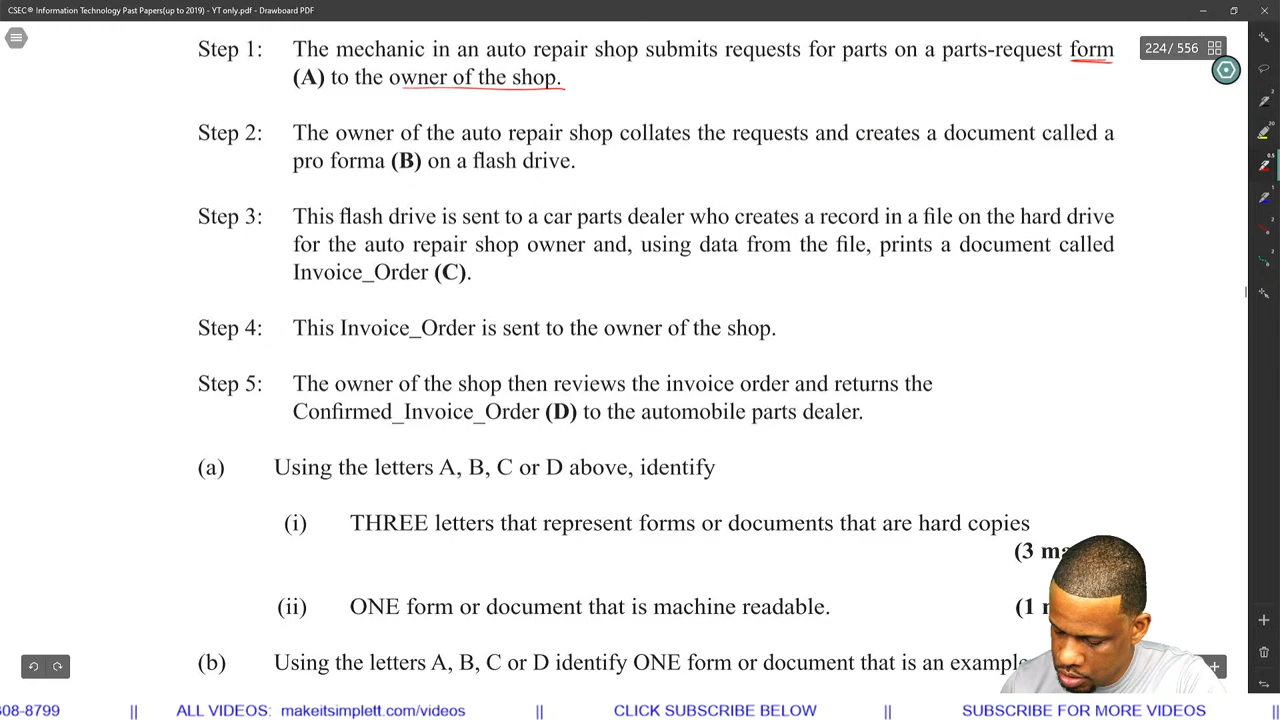 CSEC® Information Technology Past Papers(up to 2019) - YT only.pdf - Drawboard PDF
224 / 556
Step 1: The mechanic in an auto repair shop submits requests for parts on a parts-request form
(A) to the owner of the shop.
Step 2: The owner of the auto repair shop collates the requests and creates a document called a
pro forma (B) on a flash drive.
Step 3: This flash drive is sent to a car parts dealer who creates a record in a file on the hard drive
for the auto repair shop owner and, using data from the file, prints a document called
Invoice_Order (C).
Step 4: This Invoice_Order is sent to the owner of the shop.
Step 5: The owner of the shop then reviews the invoice order and returns the
Confirmed_Invoice_Order (D) to the automobile parts dealer.
(a) Using the letters A, B, C or D above, identify
(i) THREE letters that represent forms or documents that are hard copies
(3 ma
(ii) ONE form or document that is machine readable. (1 m
(b) Using the letters A, B, C or D identify ONE form or document that is an example
808-8799 || ALL VIDEOS: makeitsimplett.com/videos || CLICK SUBSCRIBE BELOW || SUBSCRIBE FOR MORE VIDEOS ||